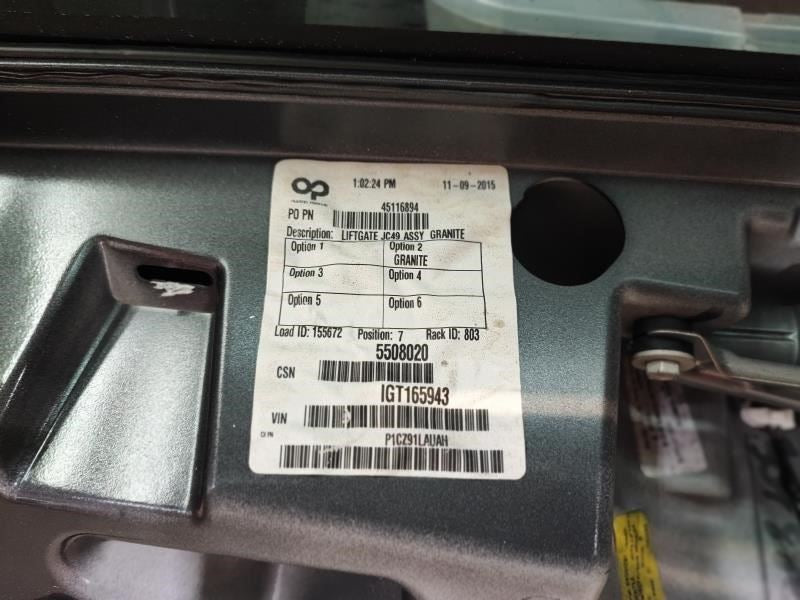 OP
1:02:24 PM
11-09-2015
PO PN
45116894
Description: LIFTGATE JC49 ASSY GRANITE
Option 1
Option 2
GRANITE
Option 3
Option 4
Option 5
Option 6
Load ID: 155672 Position: 7 Rack ID: 803
5508020
CSN
IGT165943
VIN
P1CZ91LAUAH